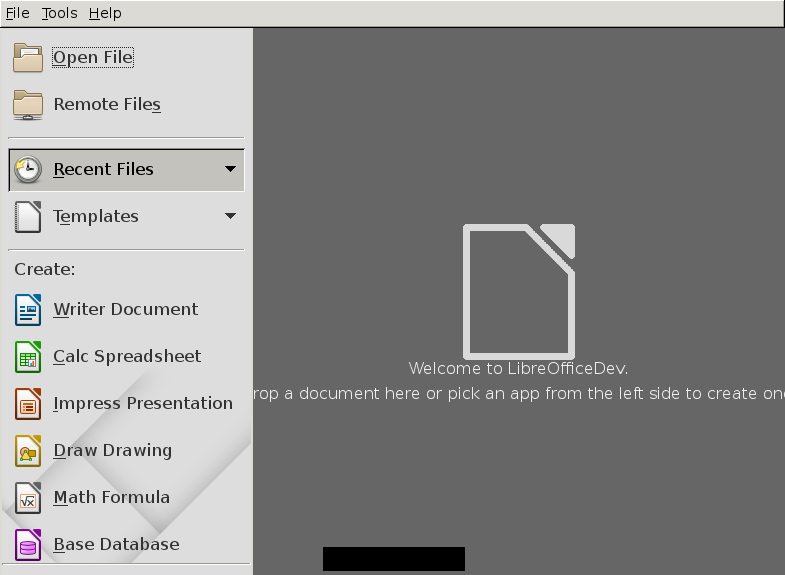 File Tools Help
Open File
Remote Files
Recent Files
Templates
Create:
Writer Document
Calc Spreadsheet
Impress Presentation
Draw Drawing
Math Formula
Base Database
Welcome to LibreOfficeDev.
rop a document here or pick an app from the left side to create on